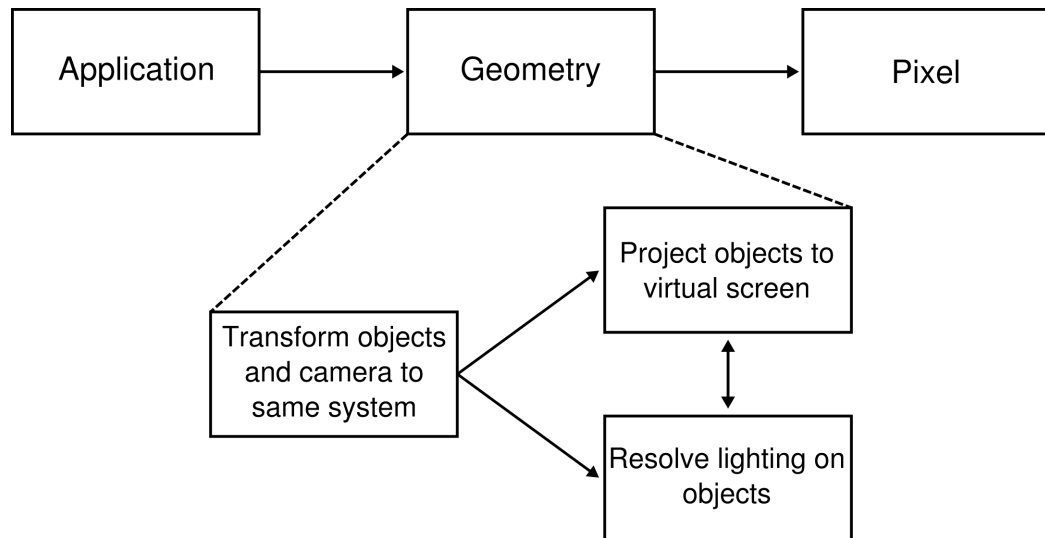 Application
Geometry
Pixel
Project objects to
virtual screen
Transform objects
and camera to
same system
Resolve lighting on
objects